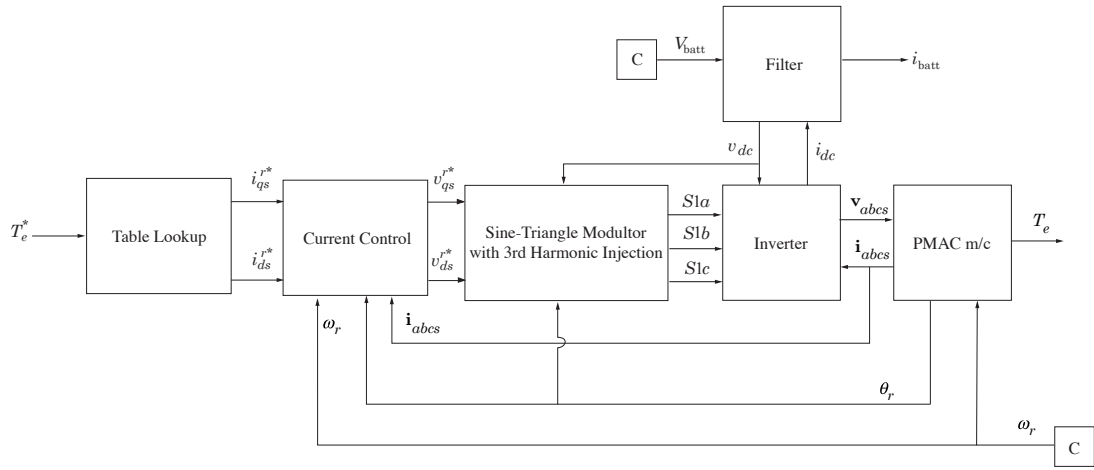 C
V_batt
Filter
i_batt
v_dc
i_dc
T_e^*
Table Lookup
i_qs^r*
i_ds^r*
Current Control
v_qs^r*
v_ds^r*
Sine-Triangle Modultor
with 3rd Harmonic Injection
S1a
S1b
S1c
Inverter
v_abcs
i_abcs
PMAC m/c
T_e
ω_r
i_abcs
θ_r
ω_r
C